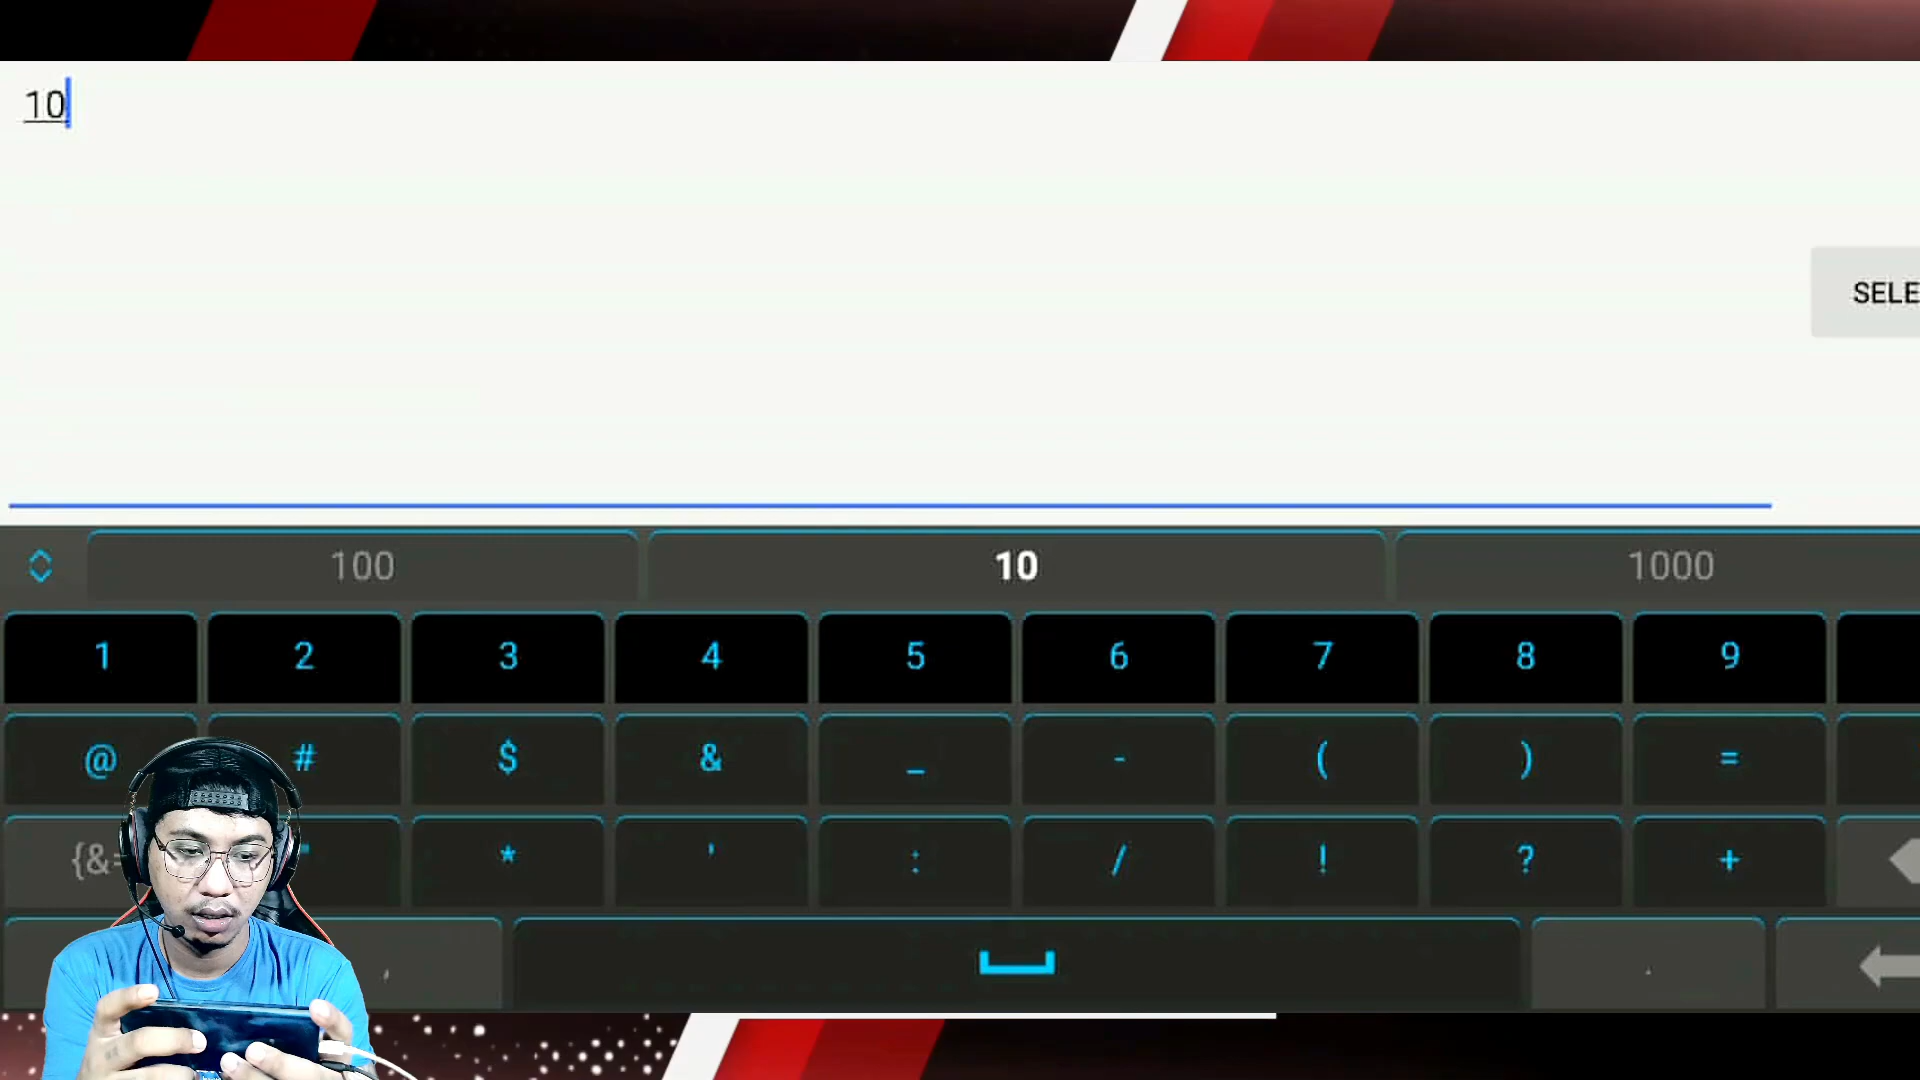 10
SELE
100 10 1000
1 2 3 4 5 6 7 8 9
@ # $ & _ - ( ) =
{&= " * ' : / ! ? +
, .